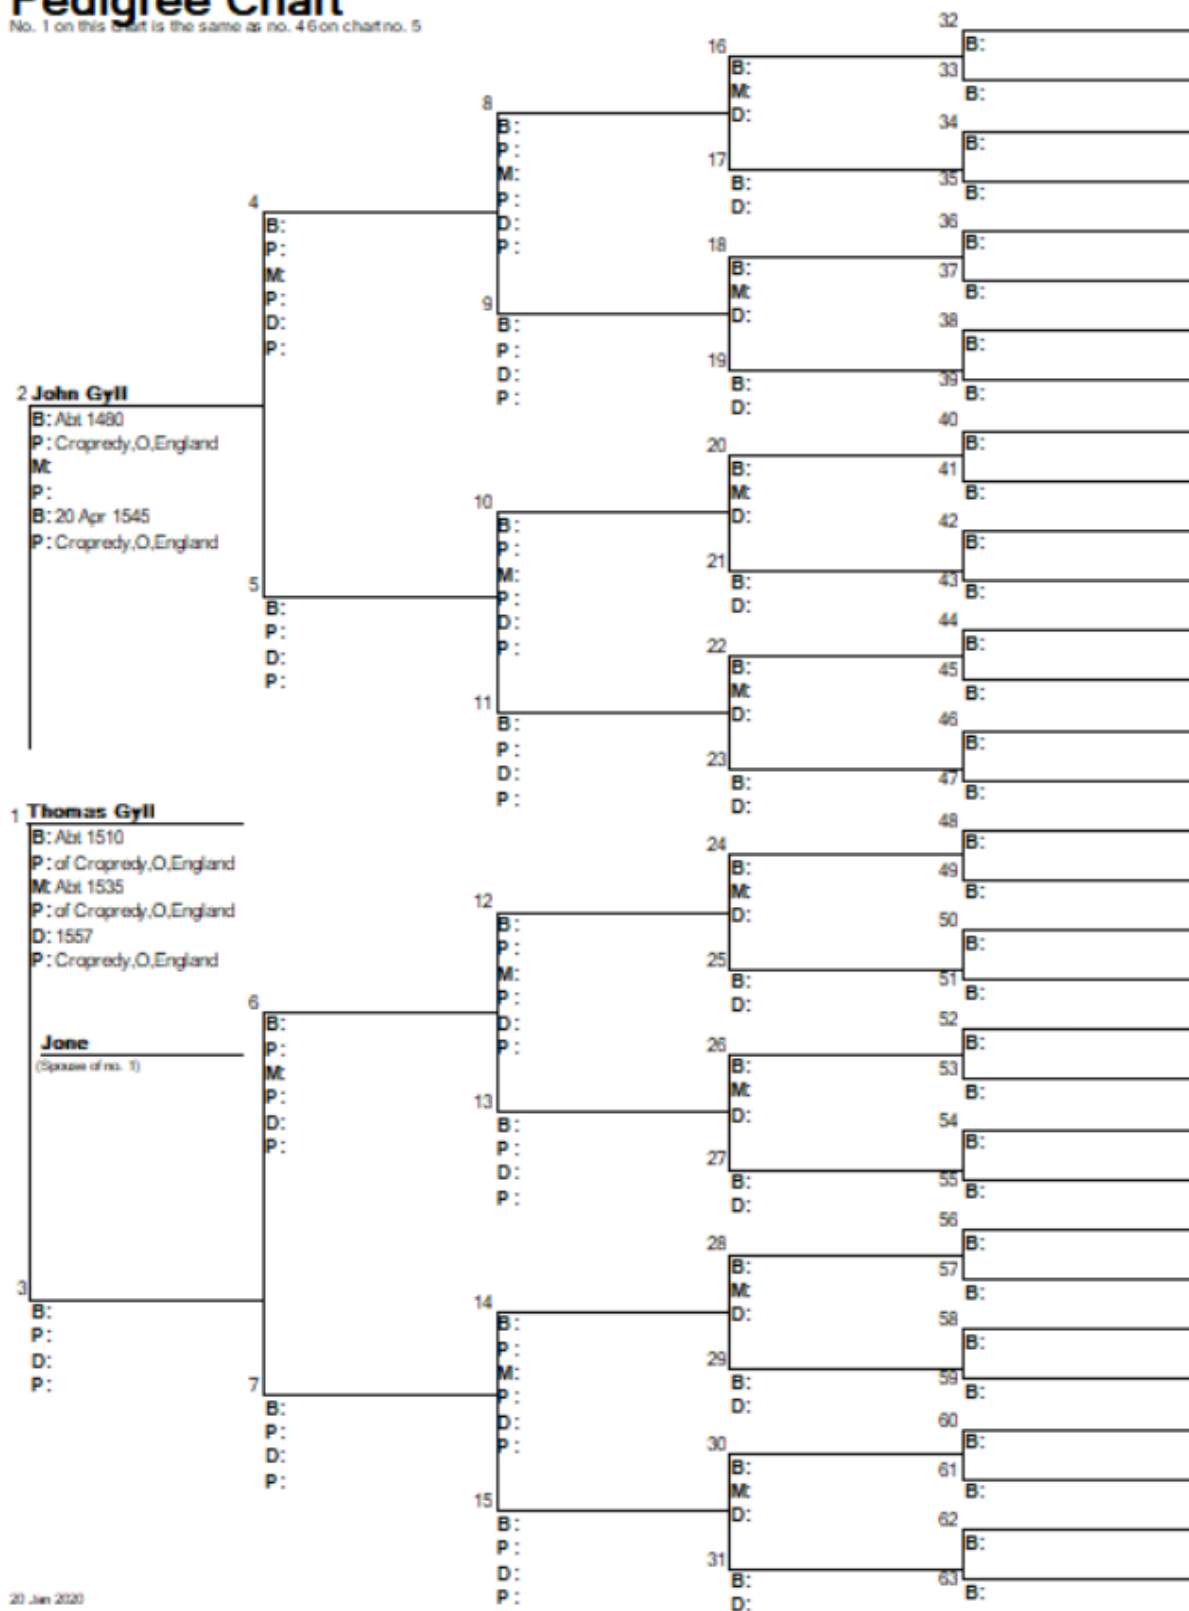 Pedigree Chart
No. 1 on this chart is the same as no. 46 on chart no. 5
2 John Gyll
B: Abt 1480
P: Cropredy,O,England
M:
P:
B: 20 Apr 1545
P: Cropredy,O,England
1 Thomas Gyll
B: Abt 1510
P: of Cropredy,O,England
M: Abt 1535
P: of Cropredy,O,England
D: 1557
P: Cropredy,O,England
Jone
(Spouse of no. 1)
3
B:
P:
D:
P:
20 Jan 2020
4
B:
P:
M:
P:
D:
P:
5
B:
P:
D:
P:
6
B:
P:
M:
P:
D:
P:
7
B:
P:
D:
P:
8
B:
P:
M:
P:
D:
P:
9
B:
P:
D:
P:
10
B:
P:
M:
P:
D:
P:
11
B:
P:
D:
P:
12
B:
P:
M:
P:
D:
P:
13
B:
P:
D:
P:
14
B:
P:
M:
P:
D:
P:
15
B:
P:
D:
P:
16
B:
M:
D:
17
B:
D:
18
B:
M:
D:
19
B:
D:
20
B:
M:
D:
21
B:
D:
22
B:
M:
D:
23
B:
D:
24
B:
M:
D:
25
B:
D:
26
B:
M:
D:
27
B:
D:
28
B:
M:
D:
29
B:
D:
30
B:
M:
D:
31
B:
D:
32
B:
33
B:
34
B:
35
B:
36
B:
37
B:
38
B:
39
B:
40
B:
41
B:
42
B:
43
B:
44
B:
45
B:
46
B:
47
B:
48
B:
49
B:
50
B:
51
B:
52
B:
53
B:
54
B:
55
B:
56
B:
57
B:
58
B:
59
B:
60
B:
61
B:
62
B:
63
B: